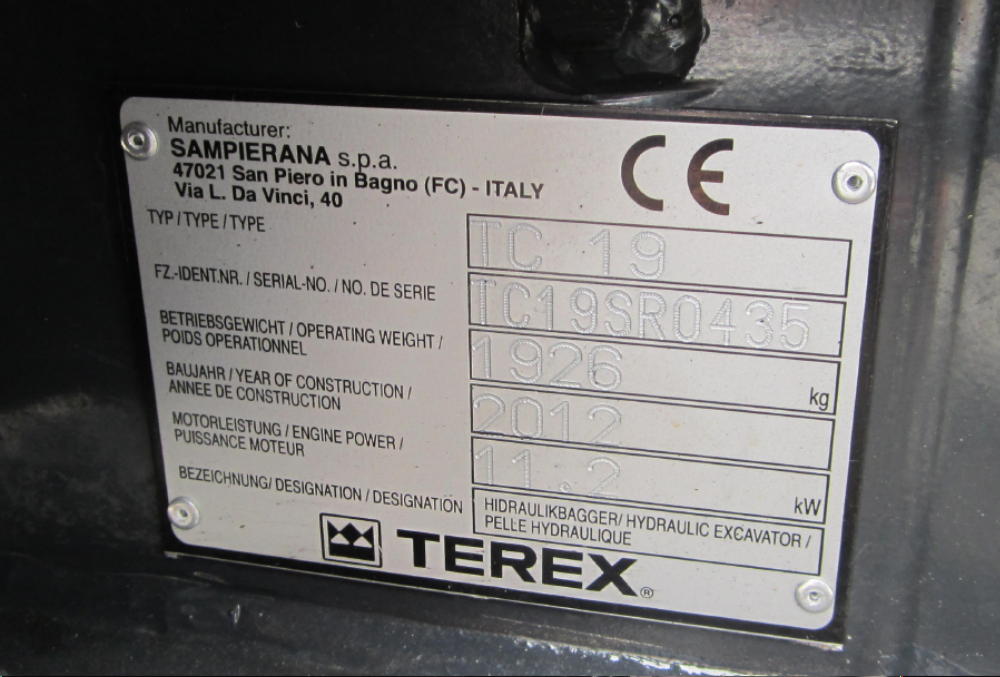 Manufacturer:
SAMPIERANA s.p.a.
47021 San Piero in Bagno (FC) - ITALY
Via L. Da Vinci, 40
CE
TYP / TYPE / TYPE
TC 19
FZ.-IDENT.NR. / SERIAL-NO. / NO. DE SERIE
TC19SR0435
BETRIEBSGEWICHT / OPERATING WEIGHT /
POIDS OPERATIONNEL
1926 kg
BAUJAHR / YEAR OF CONSTRUCTION /
ANNEE DE CONSTRUCTION
2012
MOTORLEISTUNG / ENGINE POWER /
PUISSANCE MOTEUR
11.2 kW
BEZEICHNUNG/ DESIGNATION / DESIGNATION
HIDRAULIKBAGGER/ HYDRAULIC EXCAVATOR /
PELLE HYDRAULIQUE
TEREX®